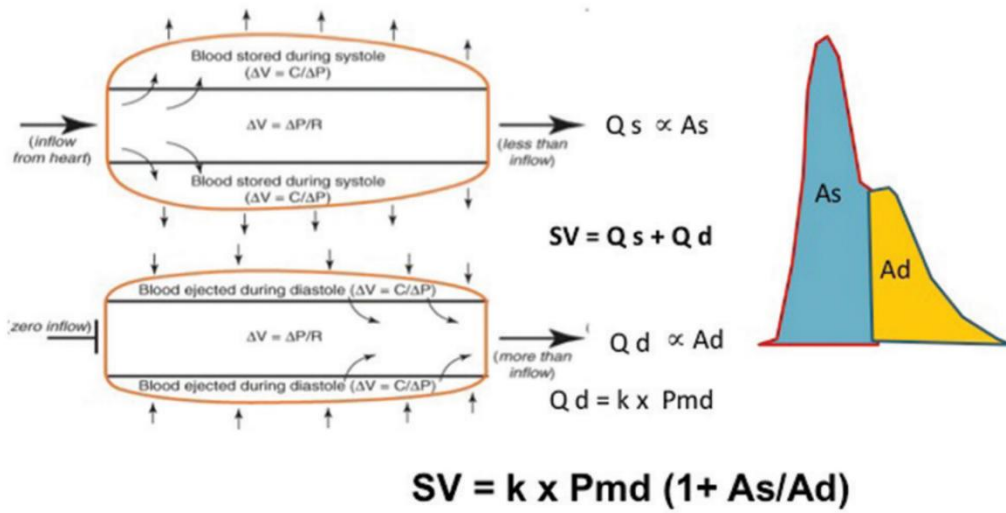 Blood stored during systole
(ΔV = C/ΔP)
(inflow
from heart)
ΔV = ΔP/R
(less than
inflow)
Q s ∝ As
Blood stored during systole
(ΔV = C/ΔP)
SV = Q s + Q d
As
Ad
Blood ejected during diastole (ΔV = C/ΔP)
(zero inflow)
ΔV = ΔP/R
(more than
inflow)
Q d ∝ Ad
Blood ejected during diastole (ΔV = C/ΔP)
Q d = k x Pmd
SV = k x Pmd (1+ As/Ad)